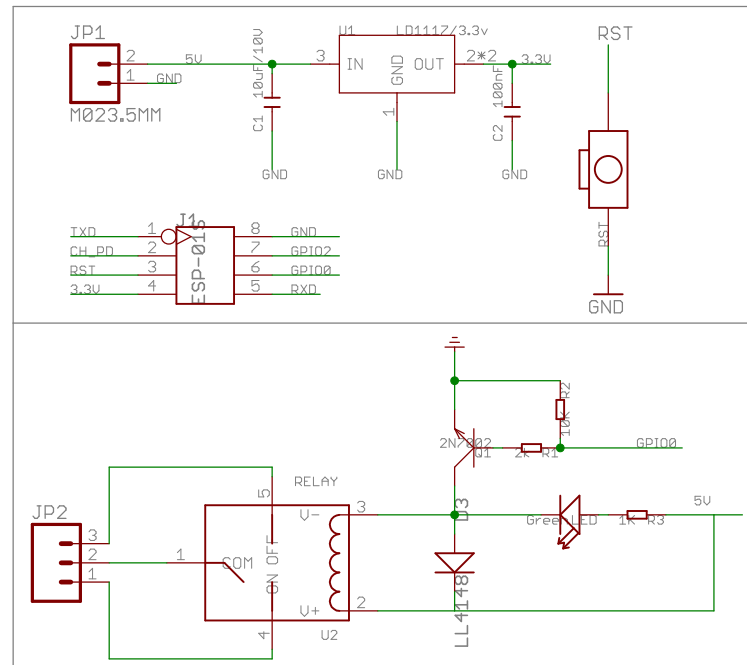 JP1
2
1
5V
GND
M023.5MM
10uF/10V
C1
GND
U1
LD1117/3.3v
3
IN
GND
OUT
1
GND
2*2
3.3V
100nF
C2
GND
RST
RST
GND
J1
ESP-01S
TXD
1
8
GND
CH_PD
2
7
GPIO2
RST
3
6
GPIO0
3.3V
4
5
RXD
R2
10K
2N7002
Q1
2k
R1
GPIO0
RELAY
5
3
V-
D3
Green LED
1K
R3
5V
JP2
3
2
1
1
COM
ON OFF
V+
2
4
U2
LL4148